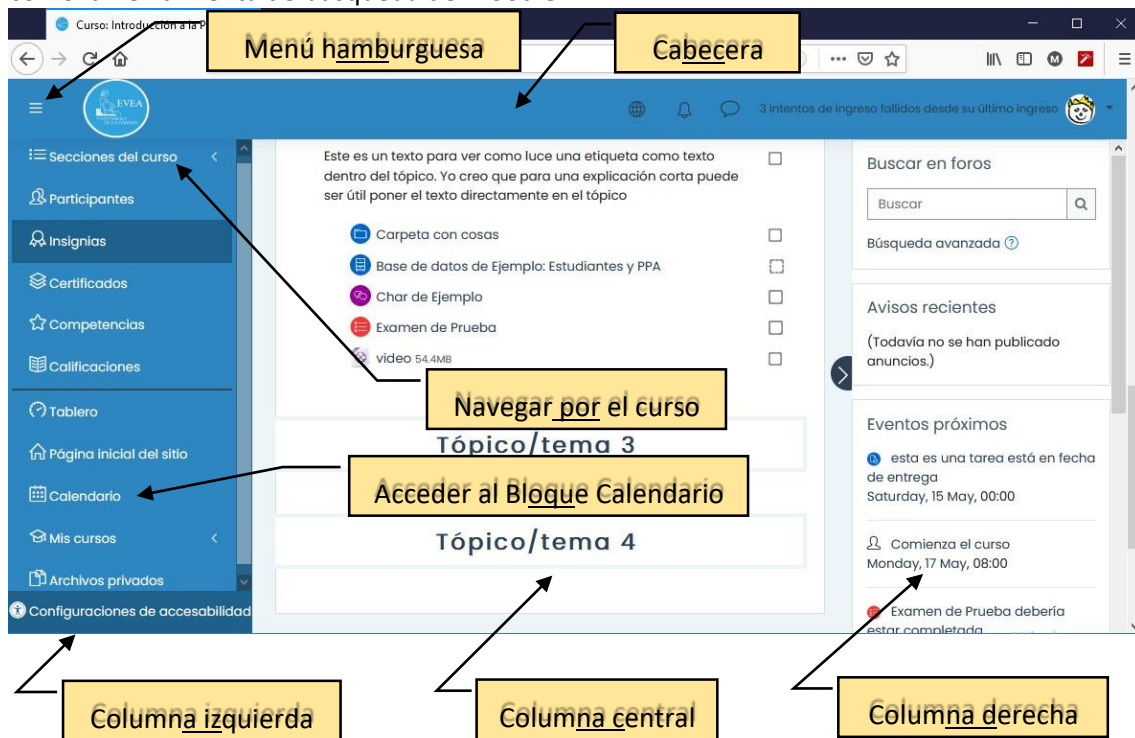 Curso: Introducción a la P
Menú hamburguesa
Cabecera
EVEA
3 intentos de ingreso fallidos desde su último ingreso
Secciones del curso
Participantes
Insignias
Certificados
Competencias
Calificaciones
Tablero
Página inicial del sitio
Calendario
Mis cursos
Archivos privados
Configuraciones de accesabilidad
Este es un texto para ver como luce una etiqueta como texto
dentro del tópico. Yo creo que para una explicación corta puede
ser útil poner el texto directamente en el tópico
Carpeta con cosas
Base de datos de Ejemplo: Estudiantes y PPA
Char de Ejemplo
Examen de Prueba
video 54.4MB
Navegar por el curso
Tópico/tema 3
Acceder al Bloque Calendario
Tópico/tema 4
Buscar en foros
Buscar
Búsqueda avanzada
Avisos recientes
(Todavía no se han publicado
anuncios.)
Eventos próximos
esta es una tarea está en fecha
de entrega
Saturday, 15 May, 00:00
Comienza el curso
Monday, 17 May, 08:00
Examen de Prueba debería
estar completada
Columna izquierda
Columna central
Columna derecha